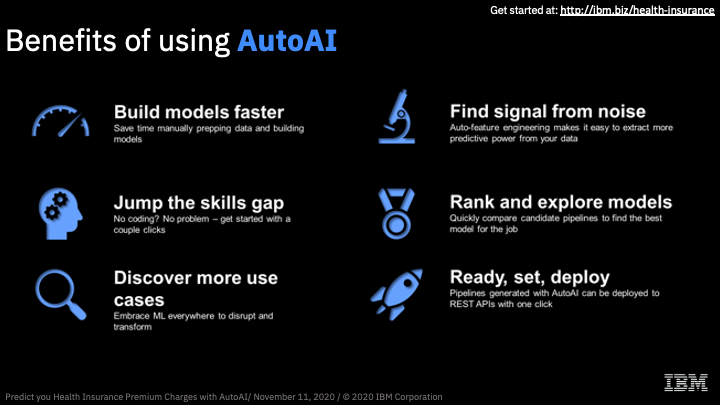 Get started at: http://ibm.biz/health-insurance
Benefits of using AutoAI
Build models faster
Save time manually prepping data and building
models
Find signal from noise
Auto-feature engineering makes it easy to extract more
predictive power from your data
Jump the skills gap
No coding? No problem – get started with a
couple clicks
Rank and explore models
Quickly compare candidate pipelines to find the best
model for the job
Discover more use
cases
Embrace ML everywhere to disrupt and
transform
Ready, set, deploy
Pipelines generated with AutoAI can be deployed to
REST APIs with one click
IBM
Predict you Health Insurance Premium Charges with AutoAI/ November 11, 2020 / © 2020 IBM Corporation